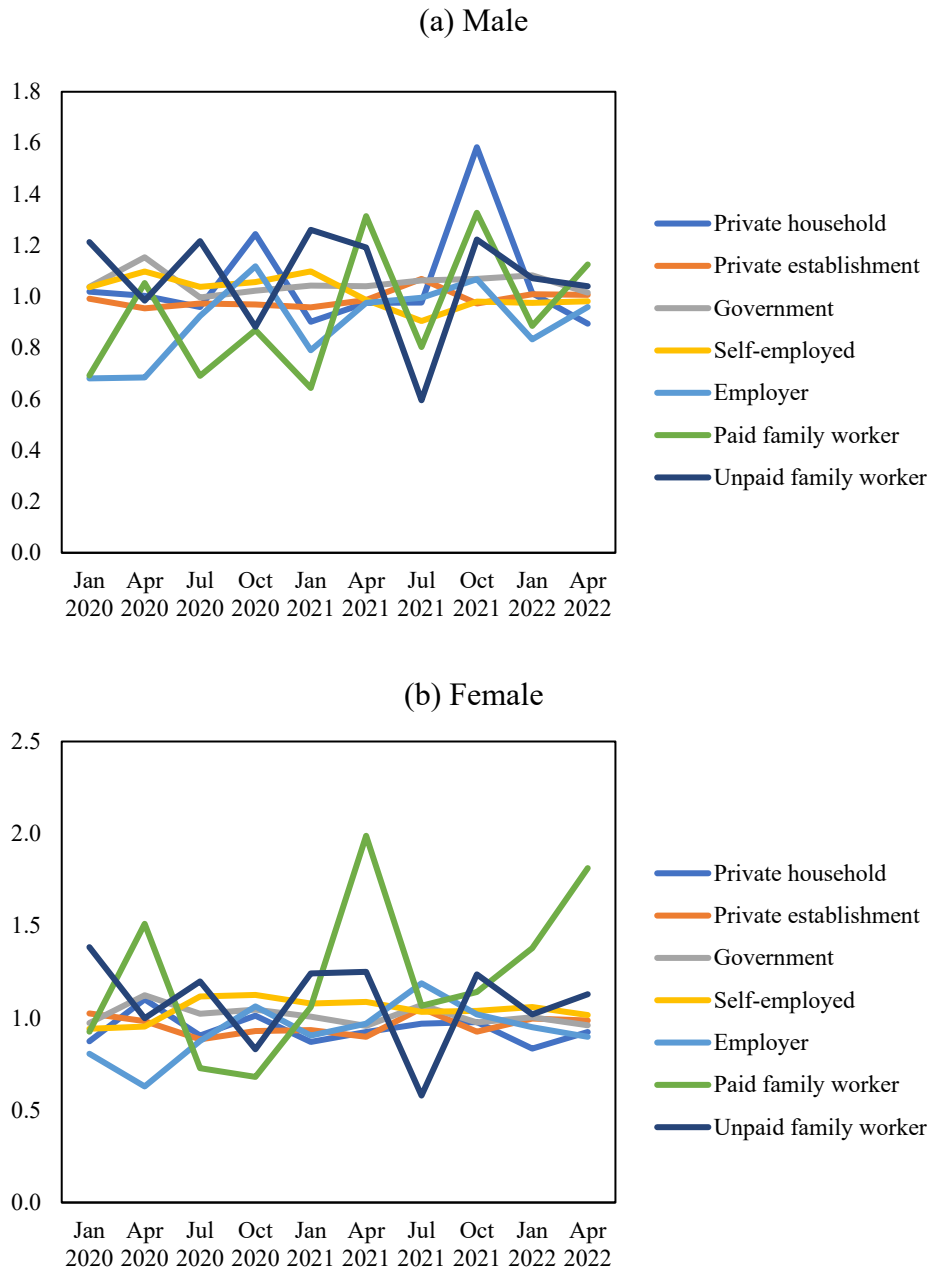 (a) Male
1.8
1.6
1.4
1.2
1.0
0.8
0.6
0.4
0.2
0.0
Jan Apr Jul Oct Jan Apr Jul Oct Jan Apr
2020 2020 2020 2020 2021 2021 2021 2021 2022 2022
Private household
Private establishment
Government
Self-employed
Employer
Paid family worker
Unpaid family worker
(b) Female
2.5
2.0
1.5
1.0
0.5
0.0
Jan Apr Jul Oct Jan Apr Jul Oct Jan Apr
2020 2020 2020 2020 2021 2021 2021 2021 2022 2022
Private household
Private establishment
Government
Self-employed
Employer
Paid family worker
Unpaid family worker